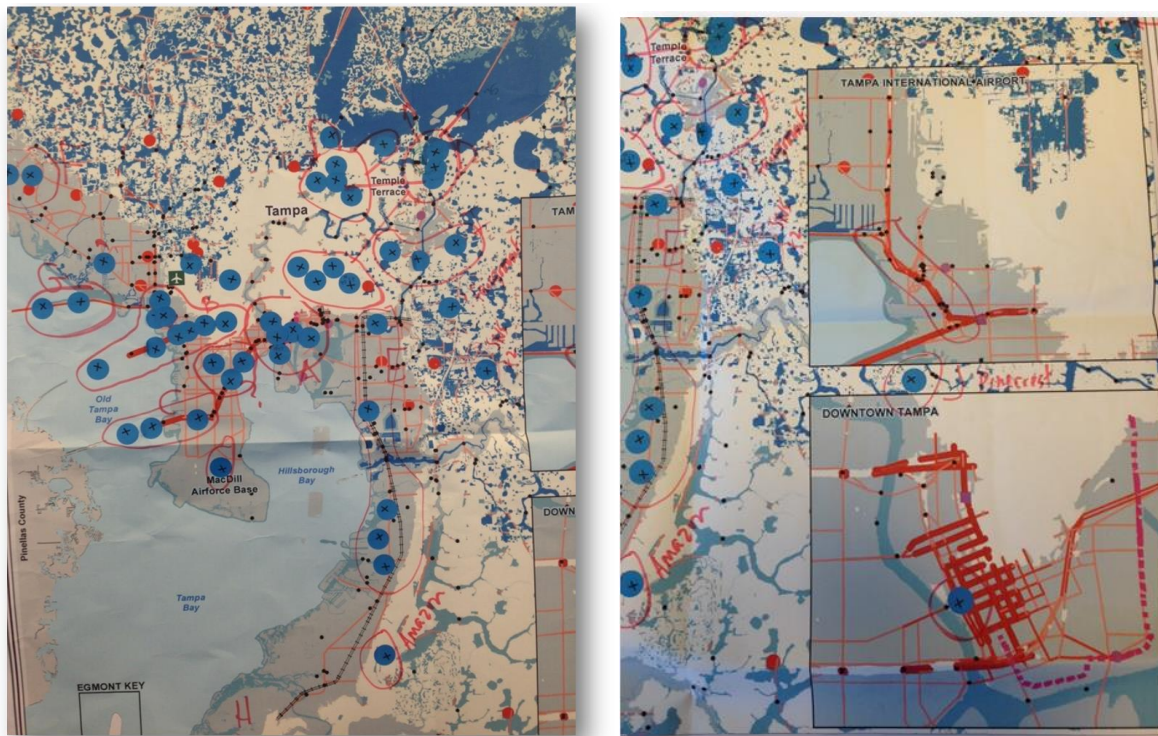 Temple
Terrace
Tampa
TAM
Old
Tampa
Bay
Hillsborough
Bay
MacDill
Airforce Base
Pinellas County
DOWN
Tampa
Bay
Amazon
EGMONT KEY
H
Temple
Terrace
TAMPA INTERNATIONAL AIRPORT
Pinecrest
DOWNTOWN TAMPA
Amazon